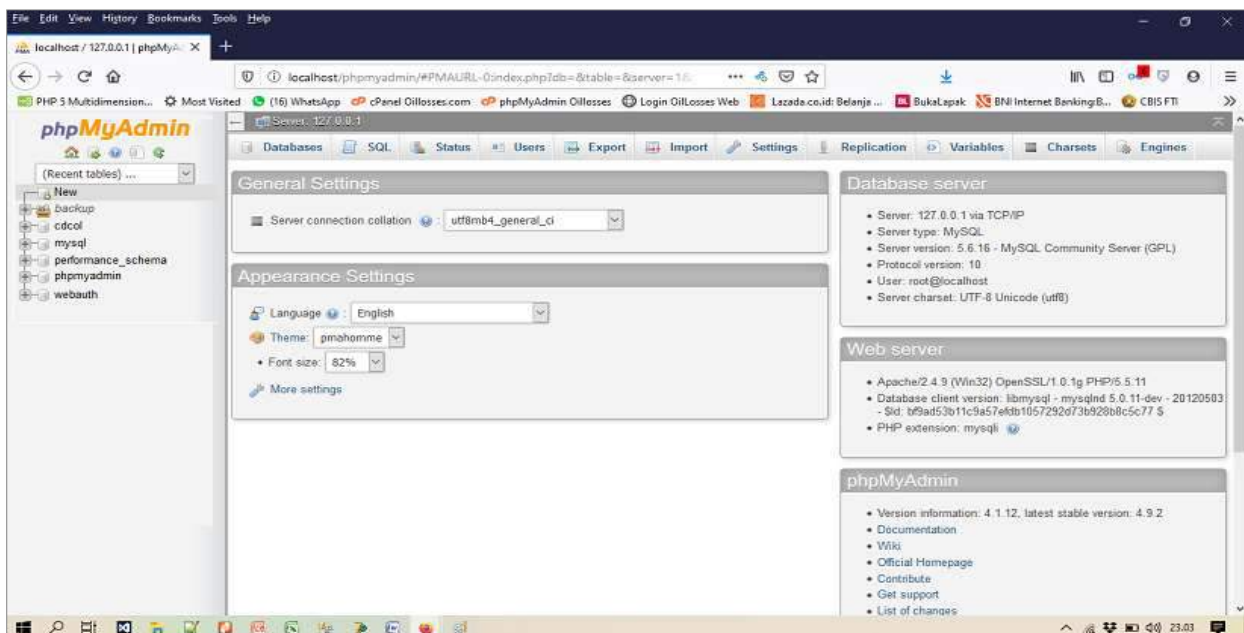 File Edit View History Bookmarks Tools Help
localhost / 127.0.0.1 | phpMyA
localhost/phpmyadmin/#PMAURL-0:index.php?db=&table=&server=1
PHP 5 Multidimension... Most Visited (16) WhatsApp cPanel Oillosses.com phpMyAdmin Oillosses Login OilLosses Web Lazada.co.id: Belanja ... BukaLapak BNI Internet Banking:B... CBIS FTI
phpMyAdmin
(Recent tables) ...
New
backup
cdcol
mysql
performance_schema
phpmyadmin
webauth
Server: 127.0.0.1
Databases SQL Status Users Export Import Settings Replication Variables Charsets Engines
General Settings
Server connection collation : utf8mb4_general_ci
Appearance Settings
Language : English
Theme: pmahomme
• Font size: 82%
More settings
Database server
• Server: 127.0.0.1 via TCP/IP
• Server type: MySQL
• Server version: 5.6.16 - MySQL Community Server (GPL)
• Protocol version: 10
• User: root@localhost
• Server charset: UTF-8 Unicode (utf8)
Web server
• Apache/2.4.9 (Win32) OpenSSL/1.0.1g PHP/5.5.11
• Database client version: libmysql - mysqlnd 5.0.11-dev - 20120503
- $Id: bf9ad53b11c9a57efdb1057292d73b928b8c5c77 $
• PHP extension: mysqli
phpMyAdmin
• Version information: 4.1.12, latest stable version: 4.9.2
• Documentation
• Wiki
• Official Homepage
• Contribute
• Get support
• List of changes
23.03